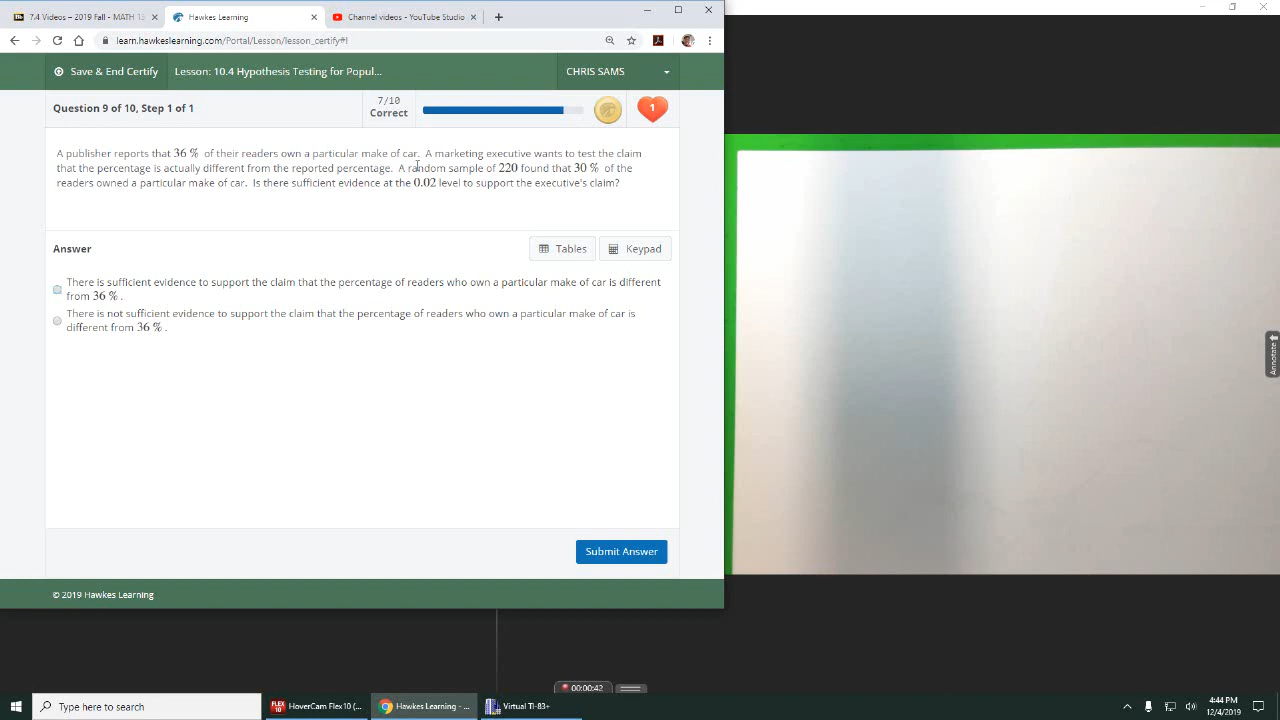 7.4 Videos – 2019 Fall - MATH 13
Hawkes Learning
Channel videos - YouTube Studio
learn.hawkeslearning.com/Portal/Lesson/lesson_certify#!
Save & End Certify
Lesson: 10.4 Hypothesis Testing for Popul...
CHRIS SAMS
Question 9 of 10, Step 1 of 1
7/10
Correct
1
A publisher reports that 36 % of their readers own a particular make of car. A marketing executive wants to test the claim
that the percentage is actually different from the reported percentage. A random sample of 220 found that 30 % of the
readers owned a particular make of car. Is there sufficient evidence at the 0.02 level to support the executive's claim?
Answer
Tables
Keypad
There is sufficient evidence to support the claim that the percentage of readers who own a particular make of car is different
from 36 % .
There is not sufficient evidence to support the claim that the percentage of readers who own a particular make of car is
different from 36 % .
Submit Answer
© 2019 Hawkes Learning
Annotate
00:00:42
Type here to search
FLEX
10
HoverCam Flex10 (...
Hawkes Learning - ...
Virtual TI-83+
4:44 PM
12/4/2019